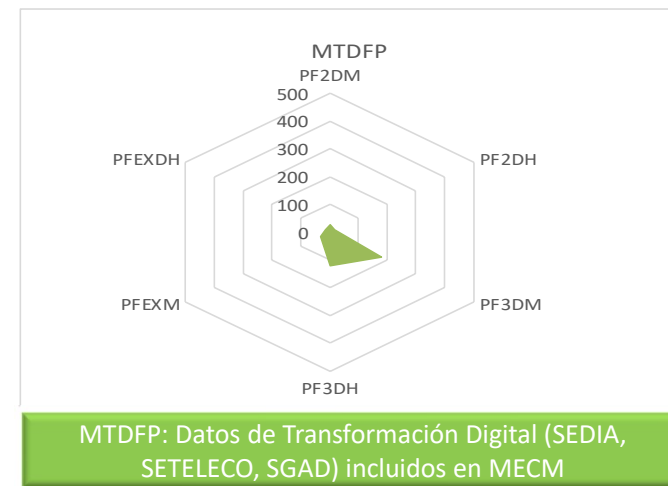 MTDFP
PF2DM
500
400
PFEXDH
300
PF2DH
200
100
0
PFEXM
PF3DM
PF3DH
MTDFP: Datos de Transformación Digital (SEDIA,
SETELECO, SGAD) incluidos en MECM